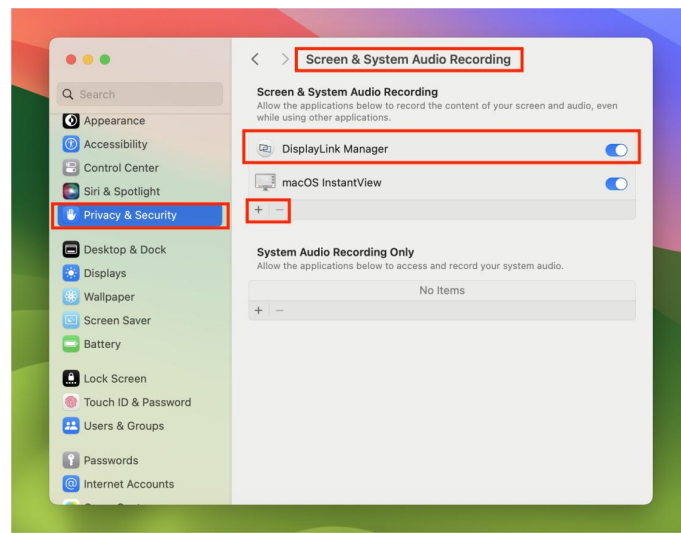 Screen & System Audio Recording
Search
Appearance
Accessibility
Control Center
Siri & Spotlight
Privacy & Security
Desktop & Dock
Displays
Wallpaper
Screen Saver
Battery
Lock Screen
Touch ID & Password
Users & Groups
Passwords
Internet Accounts
Screen & System Audio Recording
Allow the applications below to record the content of your screen and audio, even
while using other applications.
DisplayLink Manager
macOS InstantView
+ −
System Audio Recording Only
Allow the applications below to access and record your system audio.
No Items
+ −